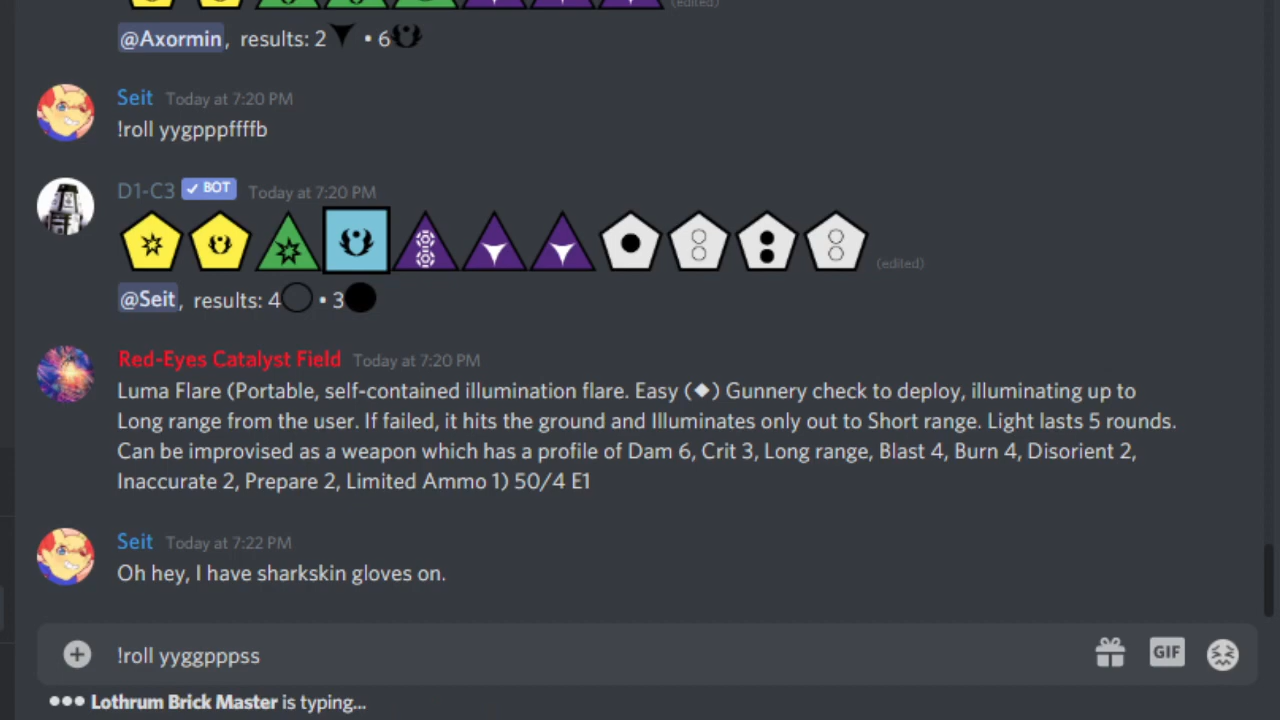 (edited)
@Axormin, results: 2 • 6
Seit Today at 7:20 PM
!roll yygpppffffb
D1-C3 ✓ BOT Today at 7:20 PM
(edited)
@Seit, results: 4 • 3
Red-Eyes Catalyst Field Today at 7:20 PM
Luma Flare (Portable, self-contained illumination flare. Easy (◆) Gunnery check to deploy, illuminating up to
Long range from the user. If failed, it hits the ground and Illuminates only out to Short range. Light lasts 5 rounds.
Can be improvised as a weapon which has a profile of Dam 6, Crit 3, Long range, Blast 4, Burn 4, Disorient 2,
Inaccurate 2, Prepare 2, Limited Ammo 1) 50/4 E1
Seit Today at 7:22 PM
Oh hey, I have sharkskin gloves on.
!roll yyggpppss
GIF
Lothrum Brick Master is typing...